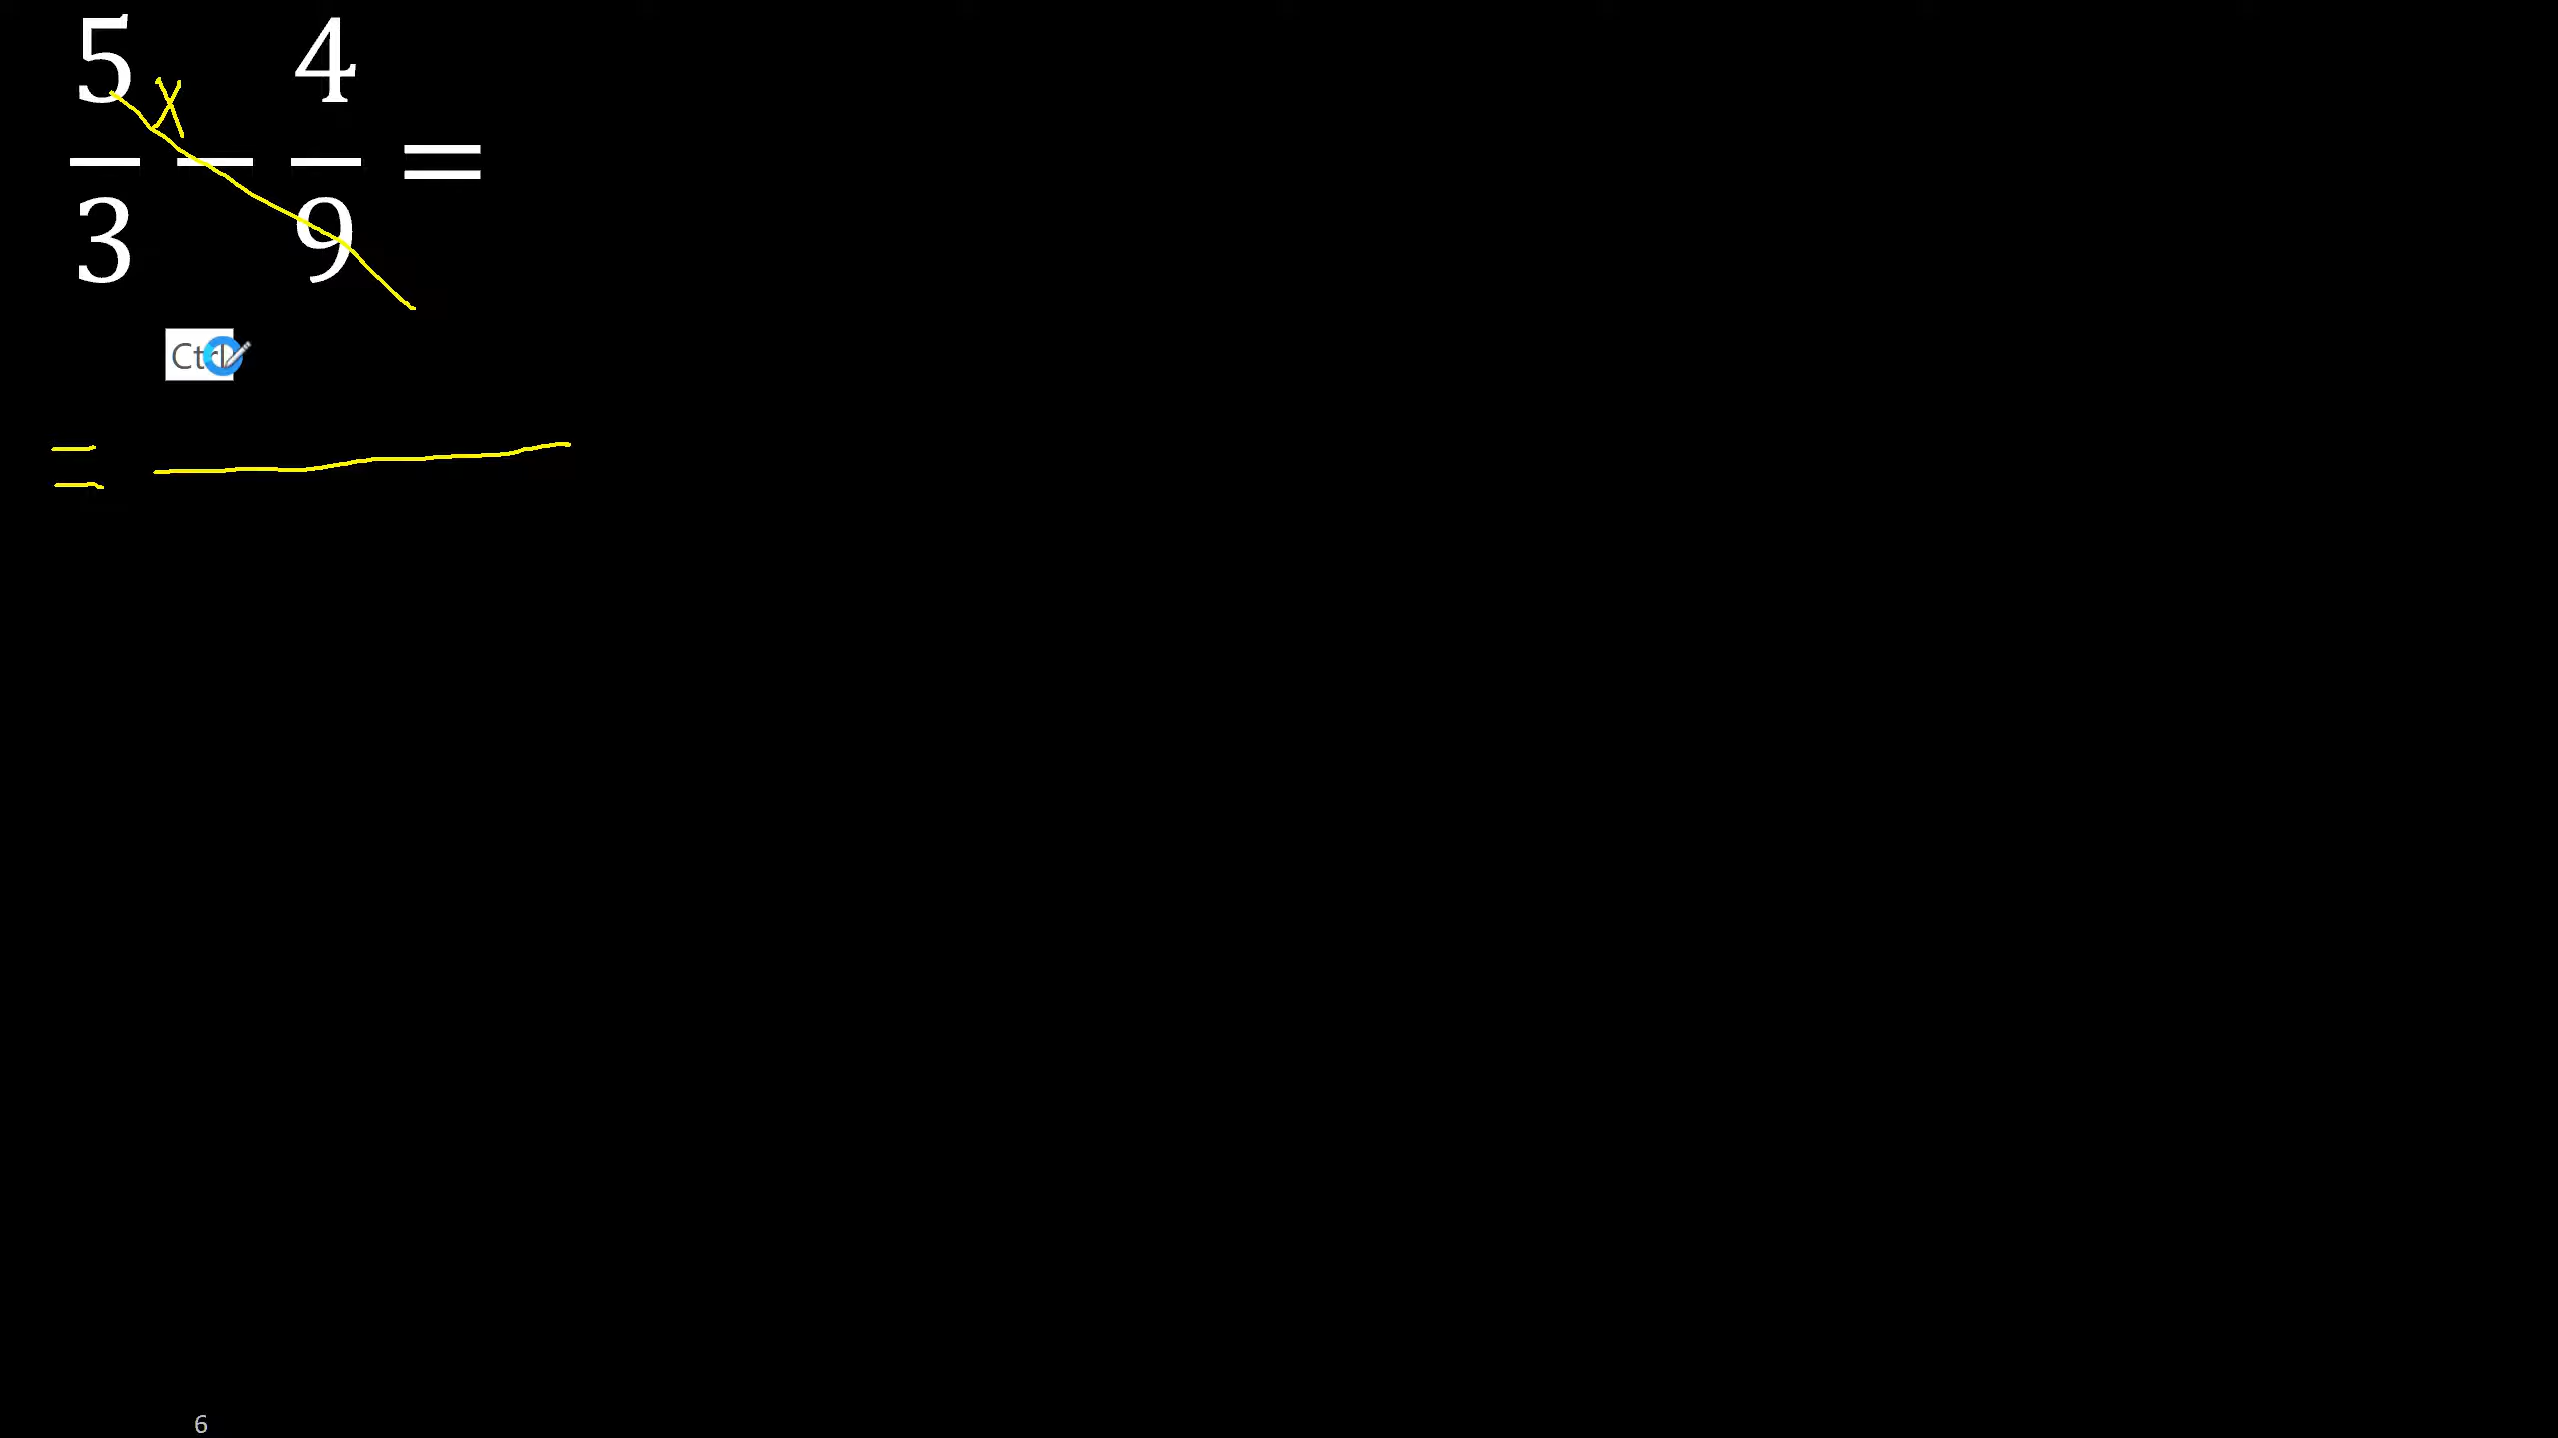 5 x 4
— — — =
3 9
Ctrl
= —
6